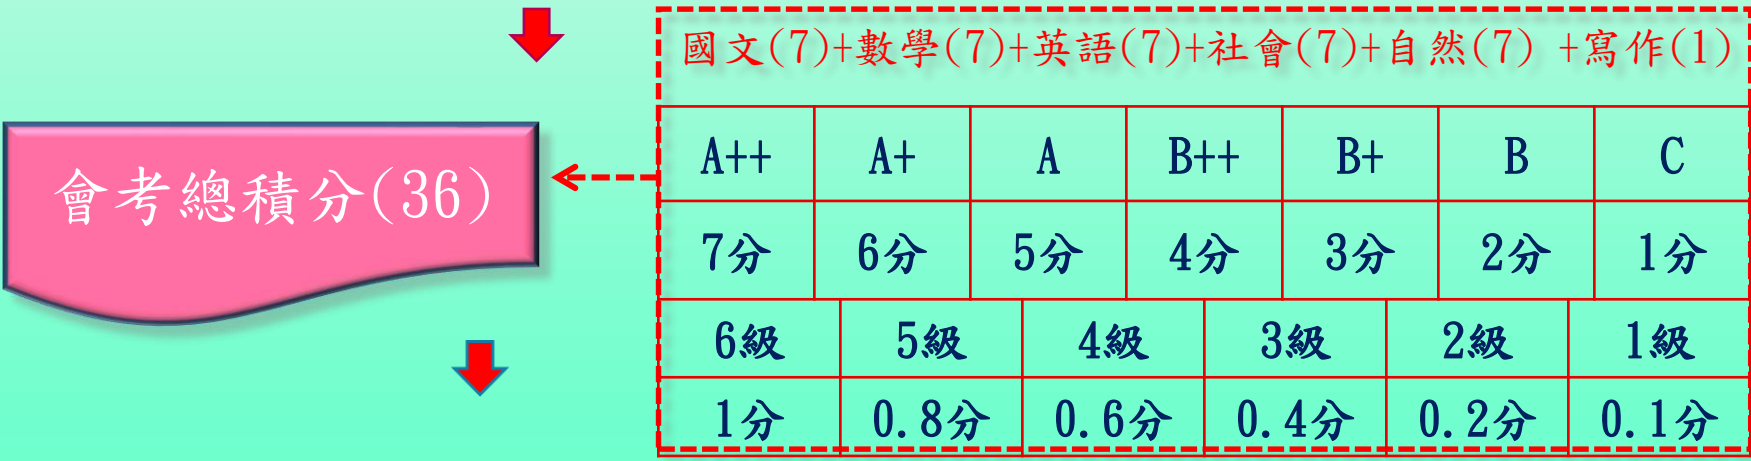 國文(7)+數學(7)+英語(7)+社會(7)+自然(7) +寫作(1)
會考總積分(36)
A++ A+ A B++ B+ B C
7分 6分 5分 4分 3分 2分 1分
6級 5級 4級 3級 2級 1級
1分 0.8分 0.6分 0.4分 0.2分 0.1分